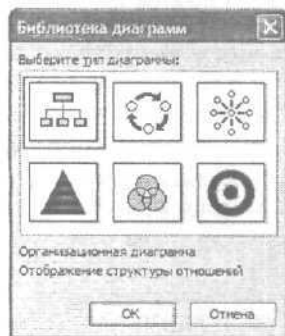 Библиотека диаграмм
Выберите тип диаграммы:
Организационная диаграмма
Отображение структуры отношений
ОК
Отмена